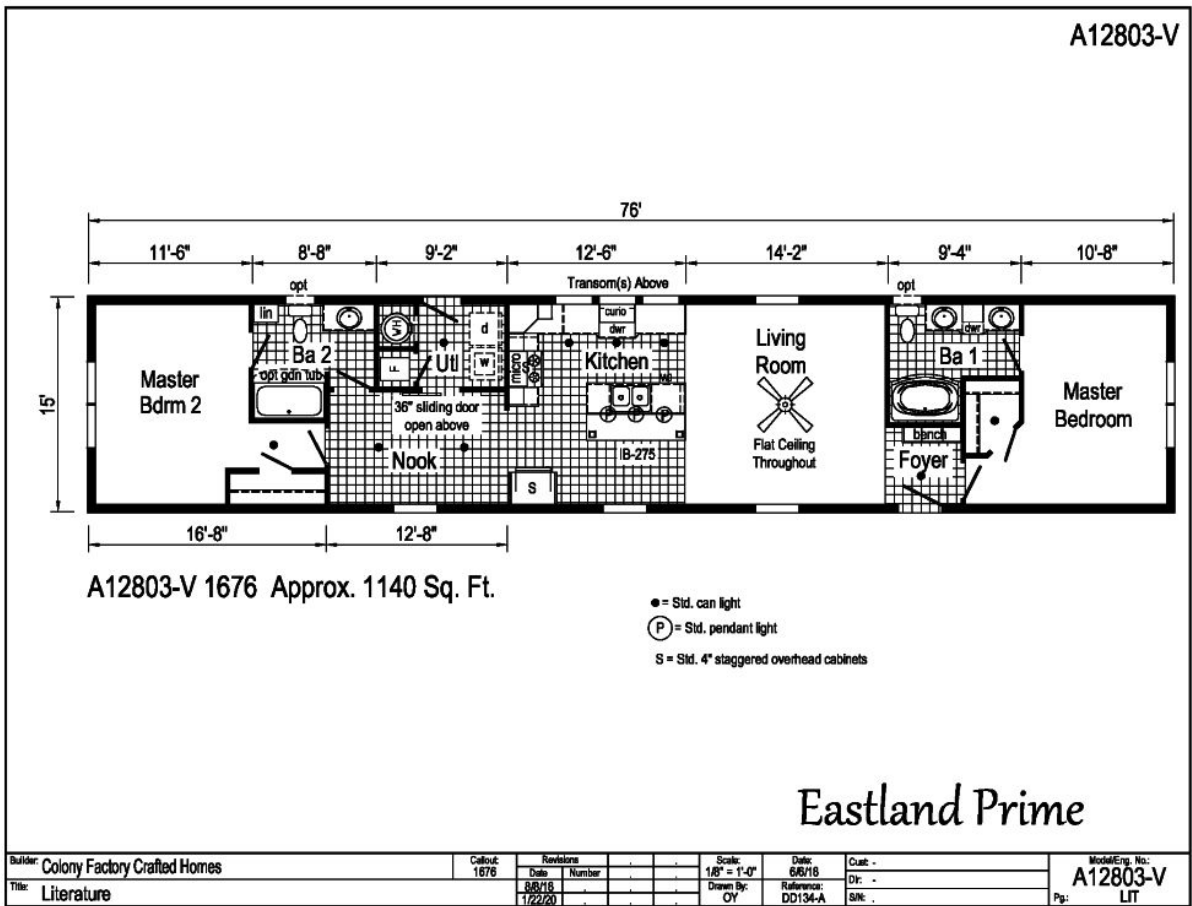 A12803-V
76'
11'-6" 8'-8" 9'-2" 12'-6" 14'-2" 9'-4" 10'-8"
opt Transom(s) Above opt
15'
lin
WH
d
curio
dwr
dwr
Ba 2
Utl
F
w
micro
S
Kitchen
Living
Room
Ba 1
opt gdn tub
Master
Bdrm 2
Master
Bedroom
36" sliding door
open above
P P P
Nook
IB-275
S
Flat Ceiling
Throughout
bench
Foyer
16'-8" 12'-8"
A12803-V 1676 Approx. 1140 Sq. Ft.
= Std. can light
P = Std. pendant light
S = Std. 4" staggered overhead cabinets
Eastland Prime
Builder: Colony Factory Crafted Homes
Title: Literature
Callout:
1676
Revisions
Date Number
8/8/18
1/22/20
Scale:
1/8" = 1'-0"
Drawn By:
OY
Date:
6/6/18
Reference:
DD134-A
Cust: -
Dlr: -
S/N: .
Model/Eng. No.:
A12803-V
Pg.: LIT